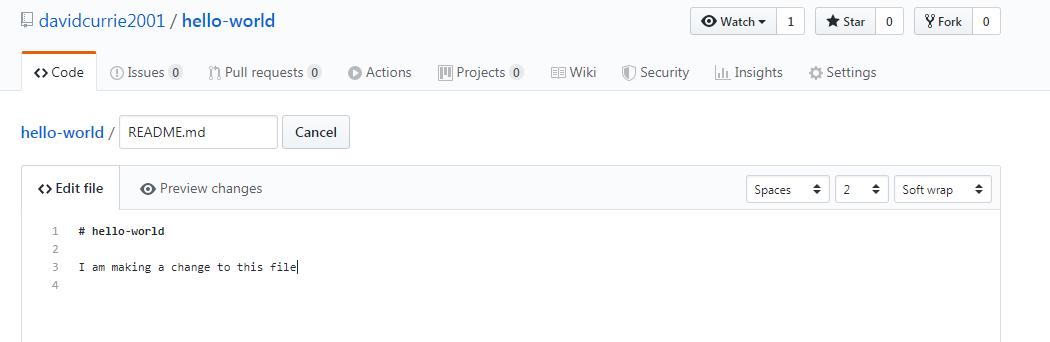 davidcurrie2001 / hello-world Watch 1 Star 0 Fork 0
Code Issues 0 Pull requests 0 Actions Projects 0 Wiki Security Insights Settings
hello-world / README.md Cancel
<> Edit file Preview changes Spaces 2 Soft wrap
1 # hello-world
2
3 I am making a change to this file
4